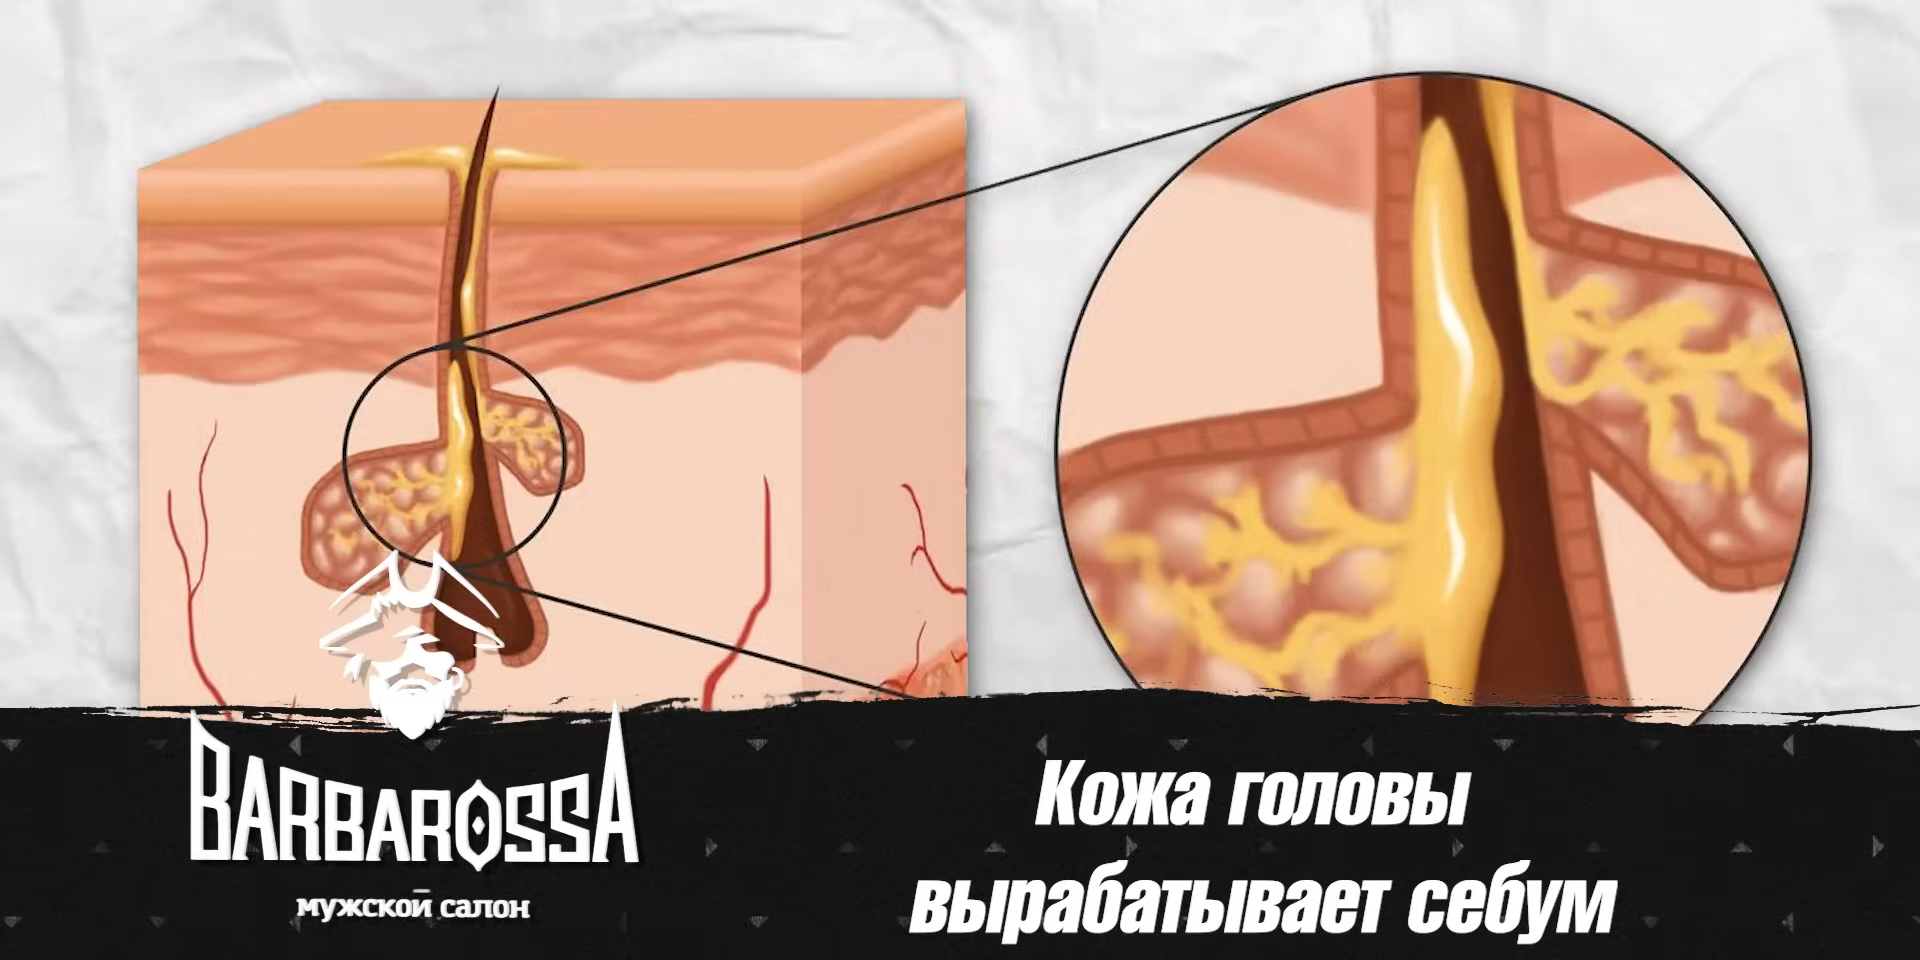 BARBAROSSA
мужской салон
Кожа головы
вырабатывает себум